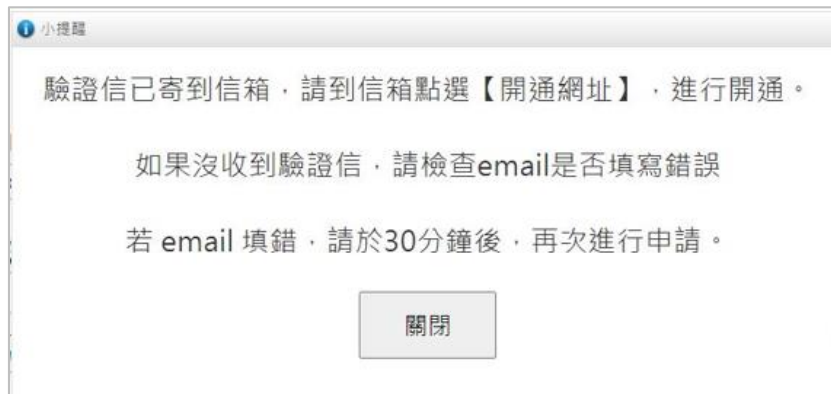 小提醒
驗證信已寄到信箱，請到信箱點選【開通網址】，進行開通。
如果沒收到驗證信，請檢查email是否填寫錯誤
若 email 填錯，請於30分鐘後，再次進行申請。
關閉